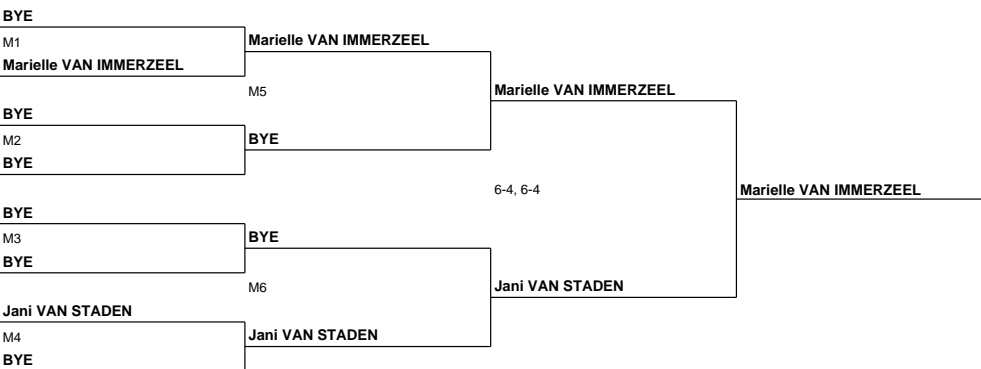 BYE
M1
Marielle VAN IMMERZEEL
BYE
M2
BYE
BYE
M3
BYE
Jani VAN STADEN
M4
BYE
Marielle VAN IMMERZEEL
M5
BYE
BYE
M6
Jani VAN STADEN
Marielle VAN IMMERZEEL
6-4, 6-4
Jani VAN STADEN
Marielle VAN IMMERZEEL